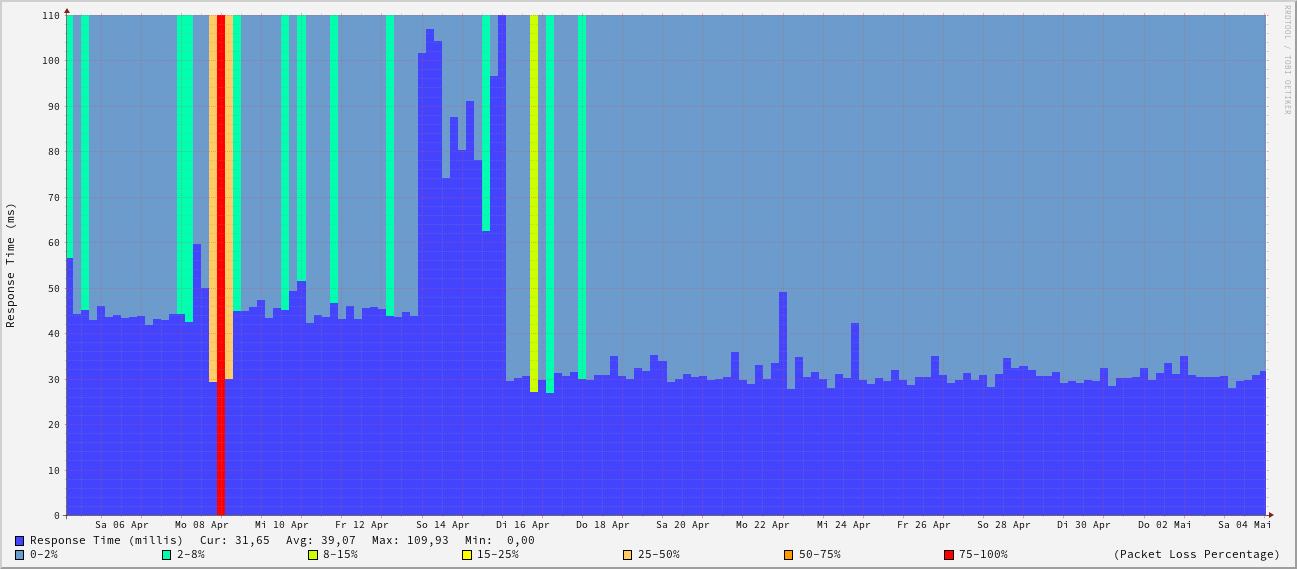 110
100
90
80
70
60
50
40
30
20
10
0
Response Time (ms)
RRDTOOL / TOBI OETIKER
Sa 06 Apr Mo 08 Apr Mi 10 Apr Fr 12 Apr So 14 Apr Di 16 Apr Do 18 Apr Sa 20 Apr Mo 22 Apr Mi 24 Apr Fr 26 Apr So 28 Apr Di 30 Apr Do 02 Mai Sa 04 Mai
Response Time (millis) Cur: 31,65 Avg: 39,07 Max: 109,93 Min: 0,00
0-2% 2-8% 8-15% 15-25% 25-50% 50-75% 75-100% (Packet Loss Percentage)